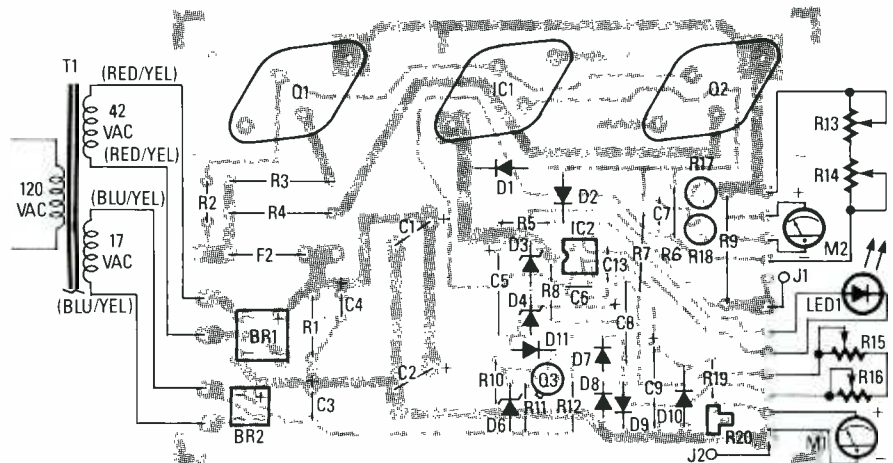 T1
(RED/YEL)
42
VAC
(RED/YEL)
120
VAC
(BLU/YEL)
17
VAC
(BLU/YEL)
Q1
IC1
Q2
R2
R3
R4
F2
BR1
BR2
R1
C4
C3
C1
C2
+
+
D1
D2
R5
IC2
D3
C5
D4
R8
C6
C13
D11
R10
D6
R11
Q3
R12
D7
D8
D9
C8
R7
R6
C7
R17
R18
R9
C9
D10
R19
R20
R13
R14
+
-
M2
J1
LED1
R15
R16
+
M1
-
J2